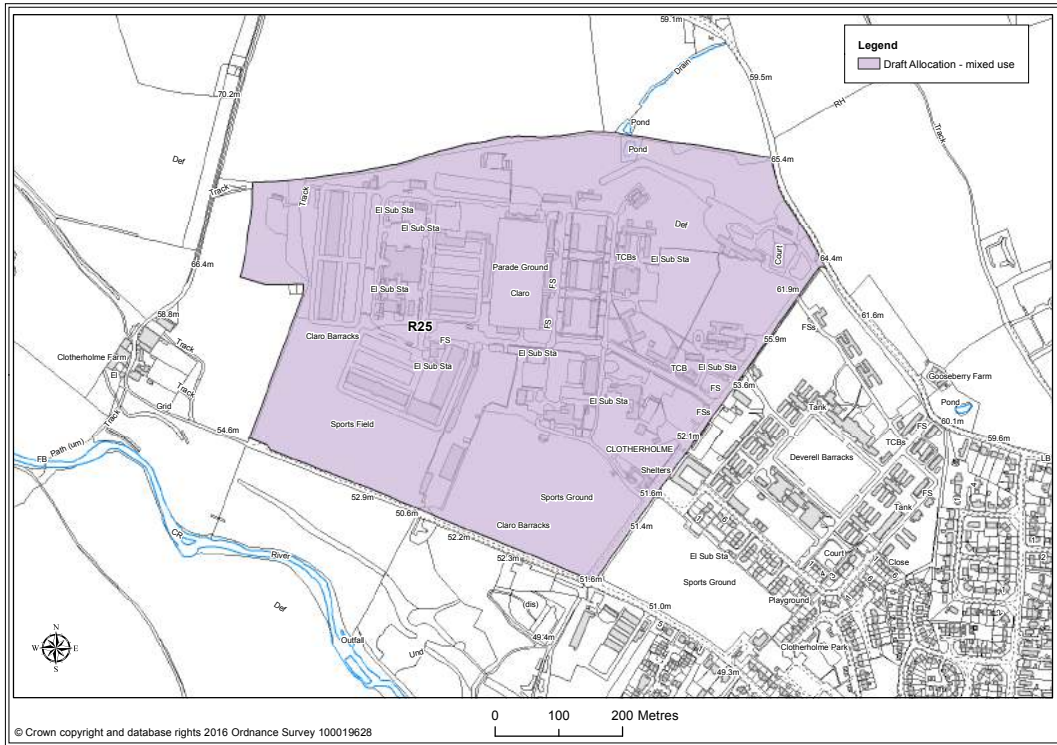 59.1m
Legend
Draft Allocation - mixed use
Drain
59.5m
70.2m
RH
Track
Pond
Pond
65.4m
Def
Track
Track
El Sub Sta
El Sub Sta
Def
Court
TCBs
El Sub Sta
64.4m
66.4m
Parade Ground
FS
Claro
El Sub Sta
61.9m
58.8m
R25
FS
61.6m
FSs
Claro Barracks
FS
55.9m
Track
Clotherholme Farm
El Sub Sta
El Sub Sta
TCB
El Sub Sta
53.6m
Gooseberry Farm
El
Track
FS
Pond
Grid
El Sub Sta
Tank
60.1m
Track
FSs
FS
Sports Field
54.6m
52.1m
TCBs
59.6m
Path (um)
CLOTHERHOLME
Deverell Barracks
LB
FB
Shelters
52.9m
Sports Ground
51.6m
FS
50.6m
Tank
Claro Barracks
51.4m
CR
52.2m
River
El Sub Sta
Court
Close
52.3m
51.6m
Sports Ground
Def
(dis)
51.0m
Playground
49.4m
Outfall
Und
Clotherholme Park
49.3m
N
W E
S
0 100 200 Metres
© Crown copyright and database rights 2016 Ordnance Survey 100019628